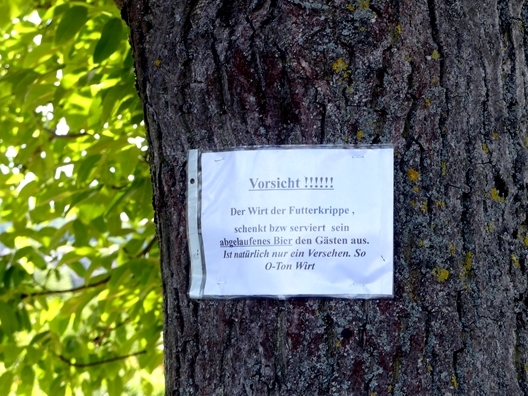 Vorsicht !!!!!!
Der Wirt der Futterkrippe ,
schenkt bzw serviert sein
abgelaufenes Bier den Gästen aus.
Ist natürlich nur ein Versehen. So
O-Ton Wirt